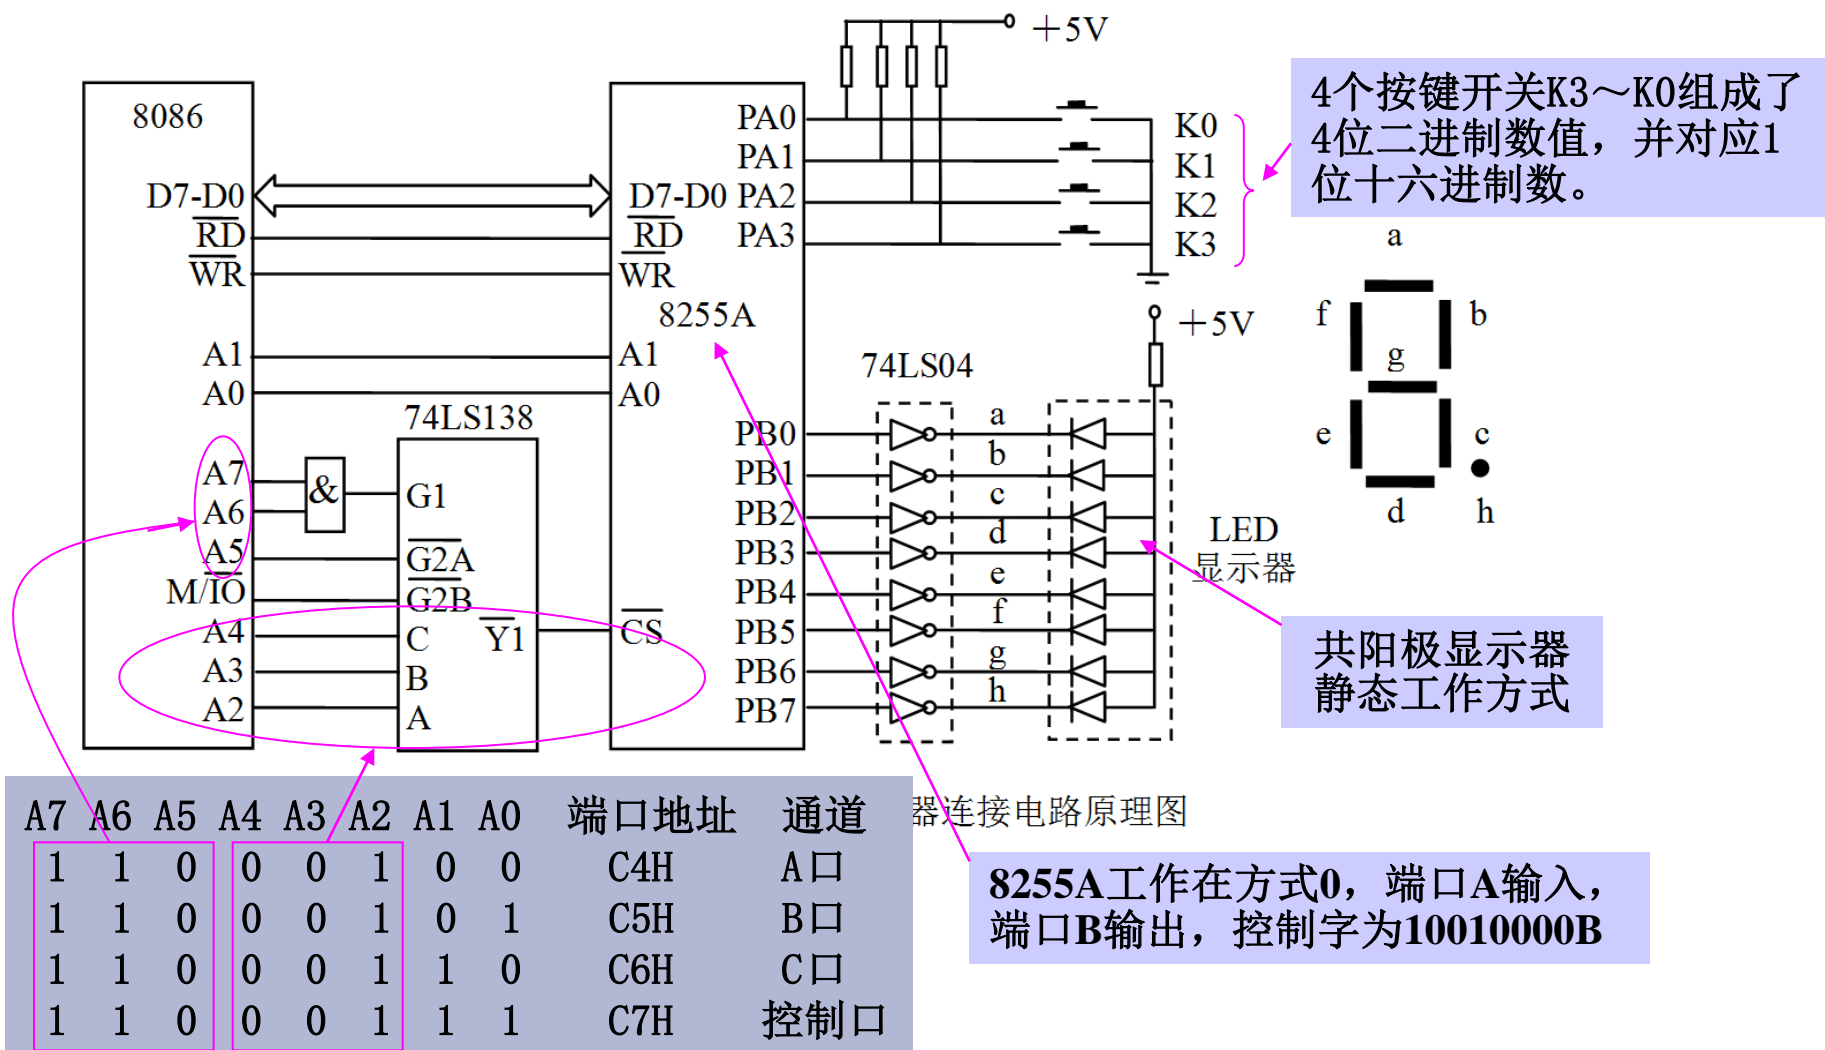 +5V
8086
D7-D0
RD
WR
A1
A0
A7
A6
A5
M/IO
A4
A3
A2
&
74LS138
G1
G2A
G2B
C
B
A
Y1
D7-D0
RD
WR
8255A
A1
A0
CS
PA0
PA1
PA2
PA3
PB0
PB1
PB2
PB3
PB4
PB5
PB6
PB7
K0
K1
K2
K3
4个按键开关K3～K0组成了
4位二进制数值，并对应1
位十六进制数。
+5V
74LS04
a
b
c
d
e
f
g
h
LED
显示器
a
f
b
g
e
c
d
h
共阳极显示器
静态工作方式
器连接电路原理图
8255A工作在方式0，端口A输入，
端口B输出，控制字为10010000B
A7 A6 A5 A4 A3 A2 A1 A0 端口地址 通道
1 1 0 0 0 1 0 0 C4H A口
1 1 0 0 0 1 0 1 C5H B口
1 1 0 0 0 1 1 0 C6H C口
1 1 0 0 0 1 1 1 C7H 控制口